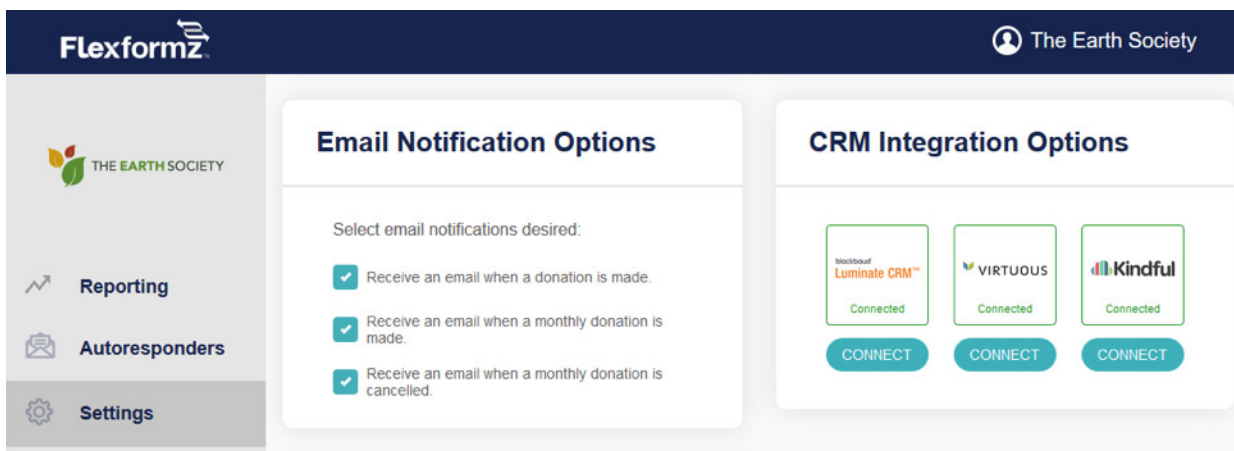 Flexformz
The Earth Society
THE EARTH SOCIETY
Reporting
Autoresponders
Settings
Email Notification Options
Select email notifications desired:
Receive an email when a donation is made.
Receive an email when a monthly donation is
made.
Receive an email when a monthly donation is
cancelled.
CRM Integration Options
blackbaud
Luminate CRM™
Connected
CONNECT
VIRTUOUS
Connected
CONNECT
Kindful
Connected
CONNECT